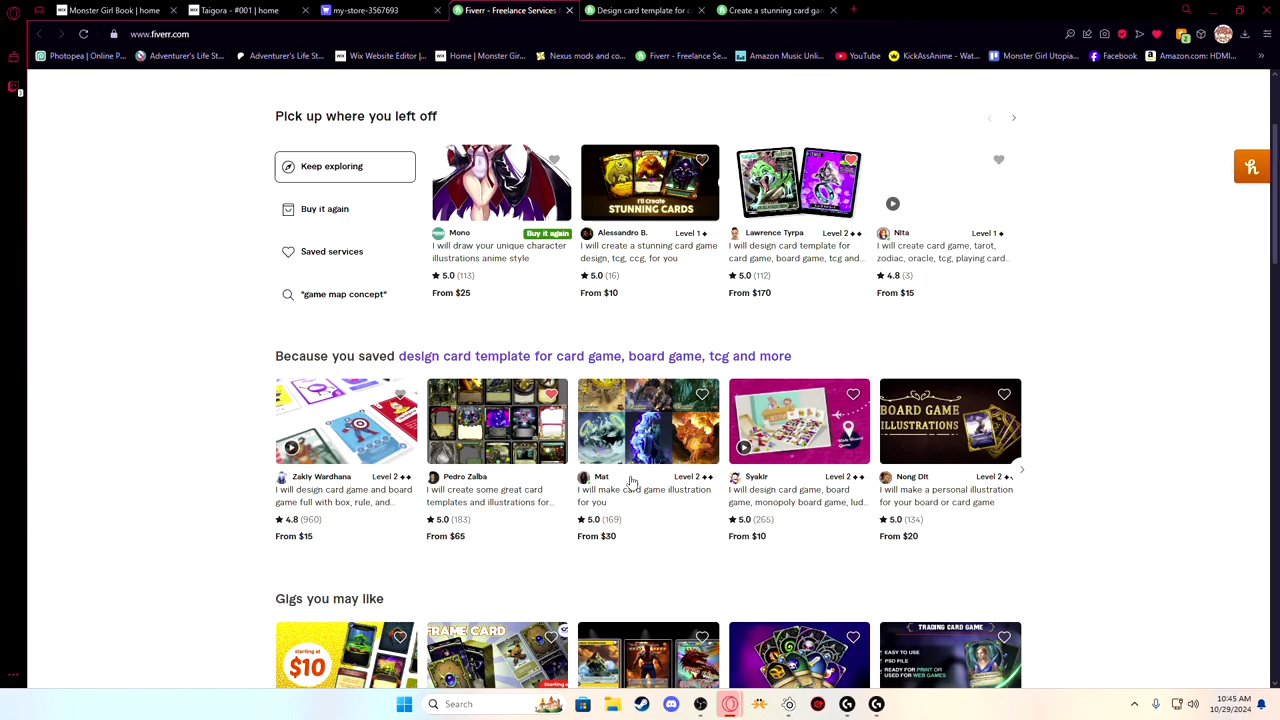 Monster Girl Book | home
Taigora - #001 | home
my-store-3567693
Fiverr - Freelance Services
Design card template for c
Create a stunning card gam
www.fiverr.com
Photopea | Online P...
Adventurer's Life St...
Adventurer's Life St...
Wix Website Editor |...
Home | Monster Gir...
Nexus mods and co...
Fiverr - Freelance Se...
Amazon Music Unli...
YouTube
KickAssAnime - Wat...
Monster Girl Utopia...
Facebook
Amazon.com: HDMI...
Pick up where you left off
Keep exploring
Buy it again
Saved services
"game map concept"
Mono
Buy it again
I will draw your unique character
illustrations anime style
5.0 (113)
From $25
I'll Create
STUNNING CARDS
Alessandro B.
Level 1
I will create a stunning card game
design, tcg, ccg, for you
5.0 (16)
From $10
Lawrence Tyrpa
Level 2
I will design card template for
card game, board game, tcg and...
5.0 (112)
From $170
Nita
Level 1
I will create card game, tarot,
zodiac, oracle, tcg, playing card...
4.8 (3)
From $15
Because you saved design card template for card game, board game, tcg and more
Zakiy Wardhana
Level 2
I will design card game and board
game full with box, rule, and...
4.8 (960)
From $15
Pedro Zalba
I will create some great card
templates and illustrations for...
5.0 (183)
From $65
Mat
Level 2
I will make card game illustration
for you
5.0 (169)
From $30
Syakir
Level 2
I will design card game, board
game, monopoly board game, lud...
5.0 (265)
From $10
BOARD GAME
ILLUSTRATIONS
Nong Dit
Level 2
I will make a personal illustration
for your board or card game
5.0 (134)
From $20
Gigs you may like
starting at
$10
FRAME CARD
TRADING CARD GAME
EASY TO USE
PSD FILE
READY FOR PRINT OR
USED FOR WEB GAMES
Search
10:45 AM
10/29/2024